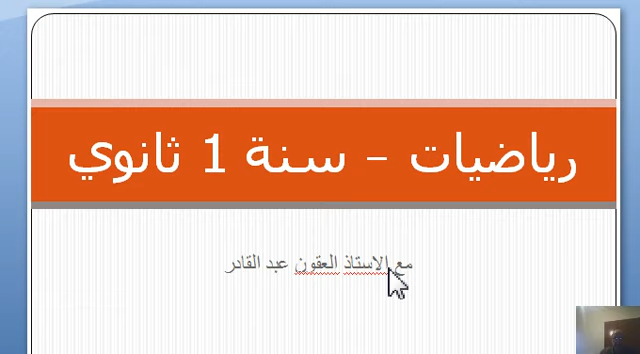 رياضيات – سنة 1 ثانوي
مع الاستاذ العقون عبد القادر